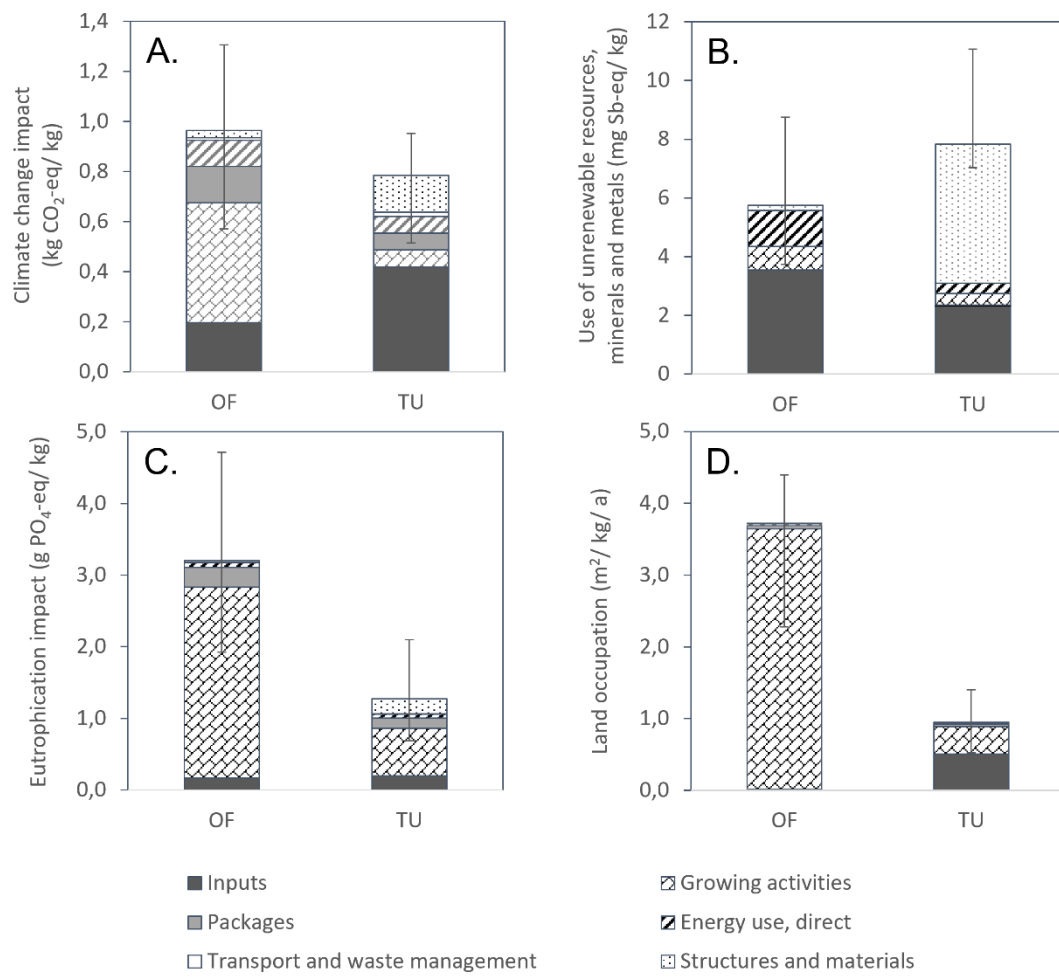 A.
Climate change impact
(kg CO₂-eq/ kg)
1,4
1,2
1,0
0,8
0,6
0,4
0,2
0,0
OF
TU
B.
Use of unrenewable resources,
minerals and metals (mg Sb-eq/ kg)
12
10
8
6
4
2
0
OF
TU
C.
Eutrophication impact (g PO₄-eq/ kg)
5,0
4,0
3,0
2,0
1,0
0,0
OF
TU
D.
Land occupation (m²/ kg/ a)
5,0
4,0
3,0
2,0
1,0
0,0
OF
TU
Inputs
Growing activities
Packages
Energy use, direct
Transport and waste management
Structures and materials